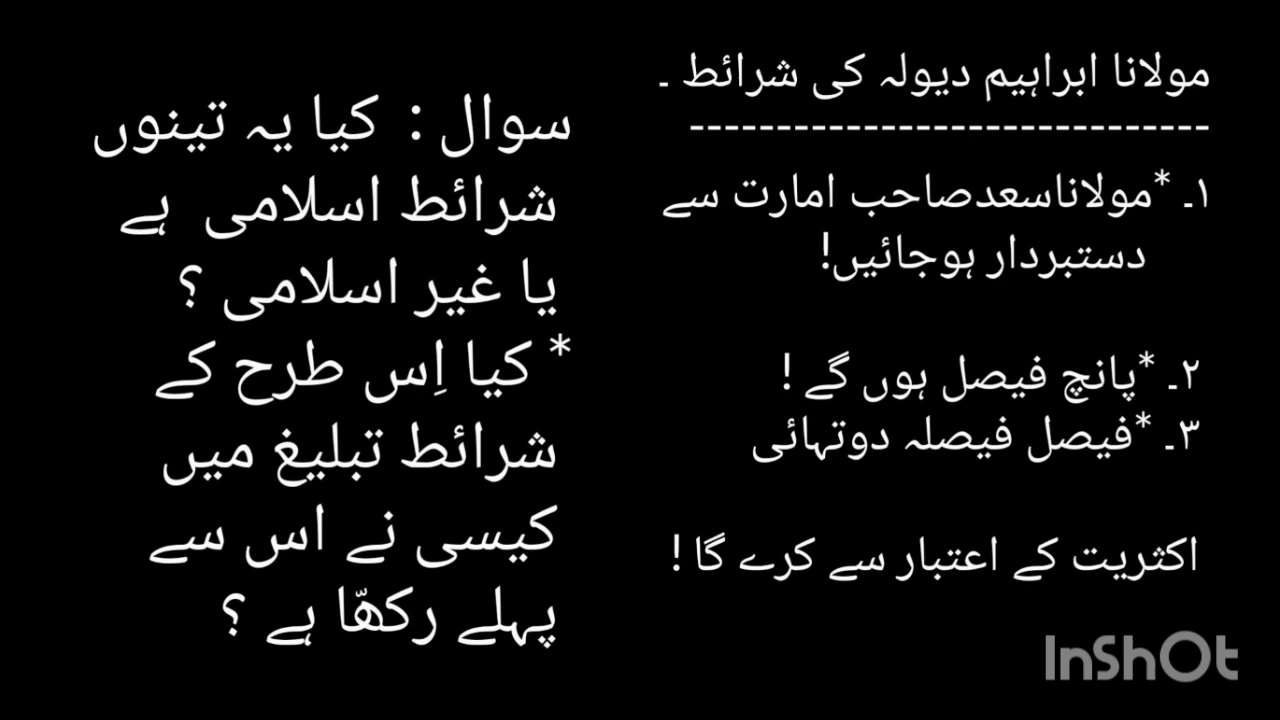 مولانا ابراہیم دیولہ کی شرائط ۔
------------------------------
۱۔ *مولاناسعدصاحب امارت سے
دستبردار ہوجائیں!
۲۔ *پانچ فیصل ہوں گے !
۳۔ *فیصل فیصلہ دوتہائی
اکثریت کے اعتبار سے کرے گا !
سوال : کیا یہ تینوں
شرائط اسلامی ہے
یا غیر اسلامی ؟
* کیا اِس طرح کے
شرائط تبلیغ میں
کیسی نے اس سے
پہلے رکھّا ہے ؟
InShOt